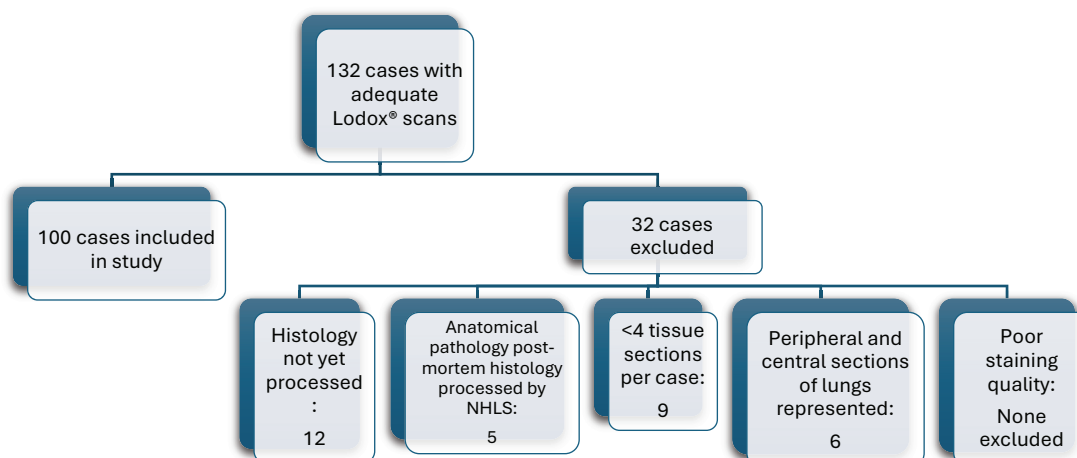 132 cases with
adequate
Lodox® scans
100 cases included
in study
32 cases
excluded
Histology
not yet
processed
:
12
Anatomical
pathology post-
mortem histology
processed by
NHLS:
5
<4 tissue
sections
per case:
9
Peripheral and
central sections
of lungs
represented:
6
Poor
staining
quality:
None
excluded